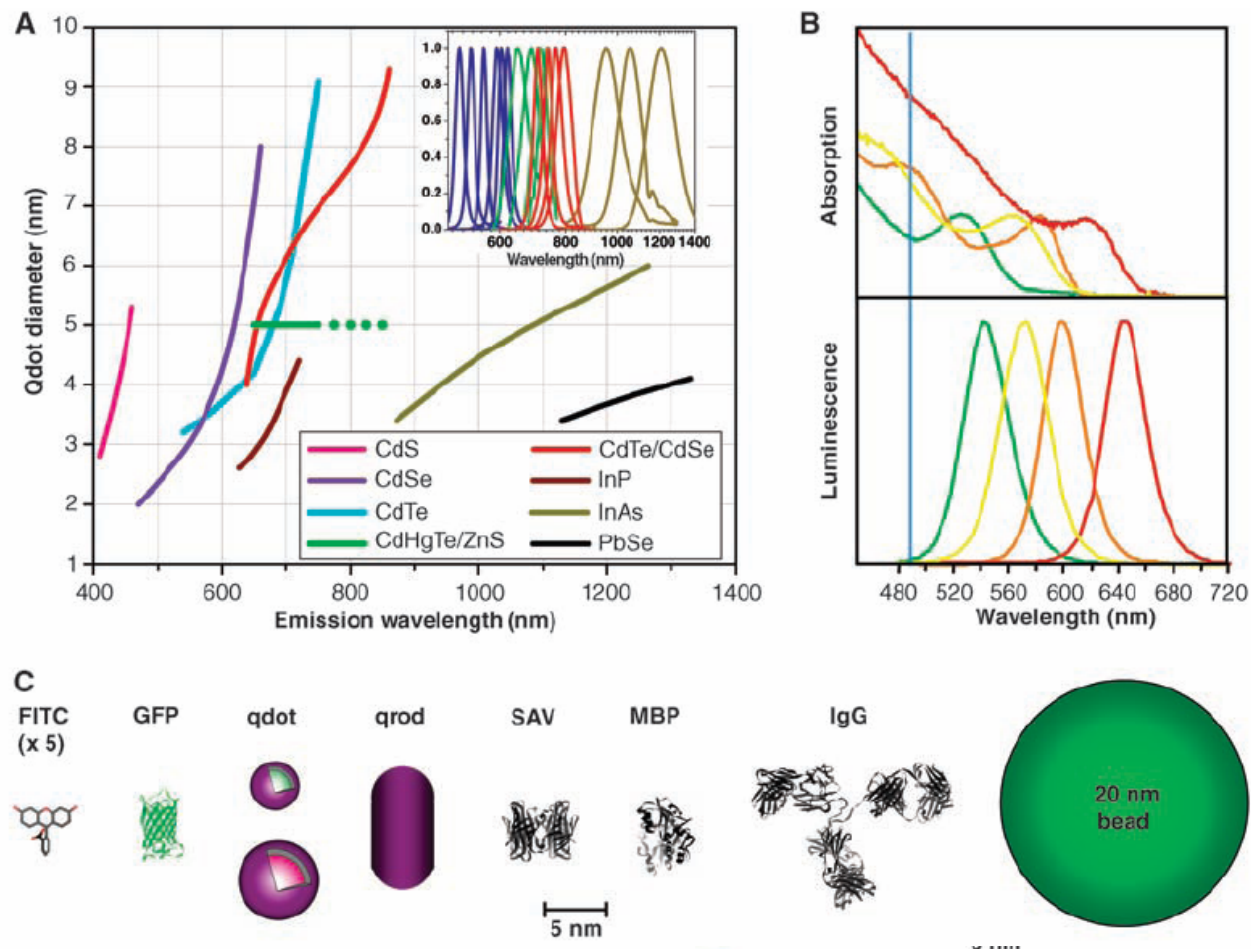 A
10
9
8
7
6
5
4
3
2
1
Qdot diameter (nm)
400
600
800
1000
1200
1400
Emission wavelength (nm)
1.0
0.8
0.6
0.4
0.2
0.0
600
800
1000
1200
1400
Wavelength (nm)
CdS
CdSe
CdTe
CdHgTe/ZnS
CdTe/CdSe
InP
InAs
PbSe
B
Absorption
Luminescence
480 520 560 600 640 680 720
Wavelength (nm)
C
FITC
(x 5)
GFP
qdot
qrod
SAV
MBP
IgG
20 nm
bead
5 nm